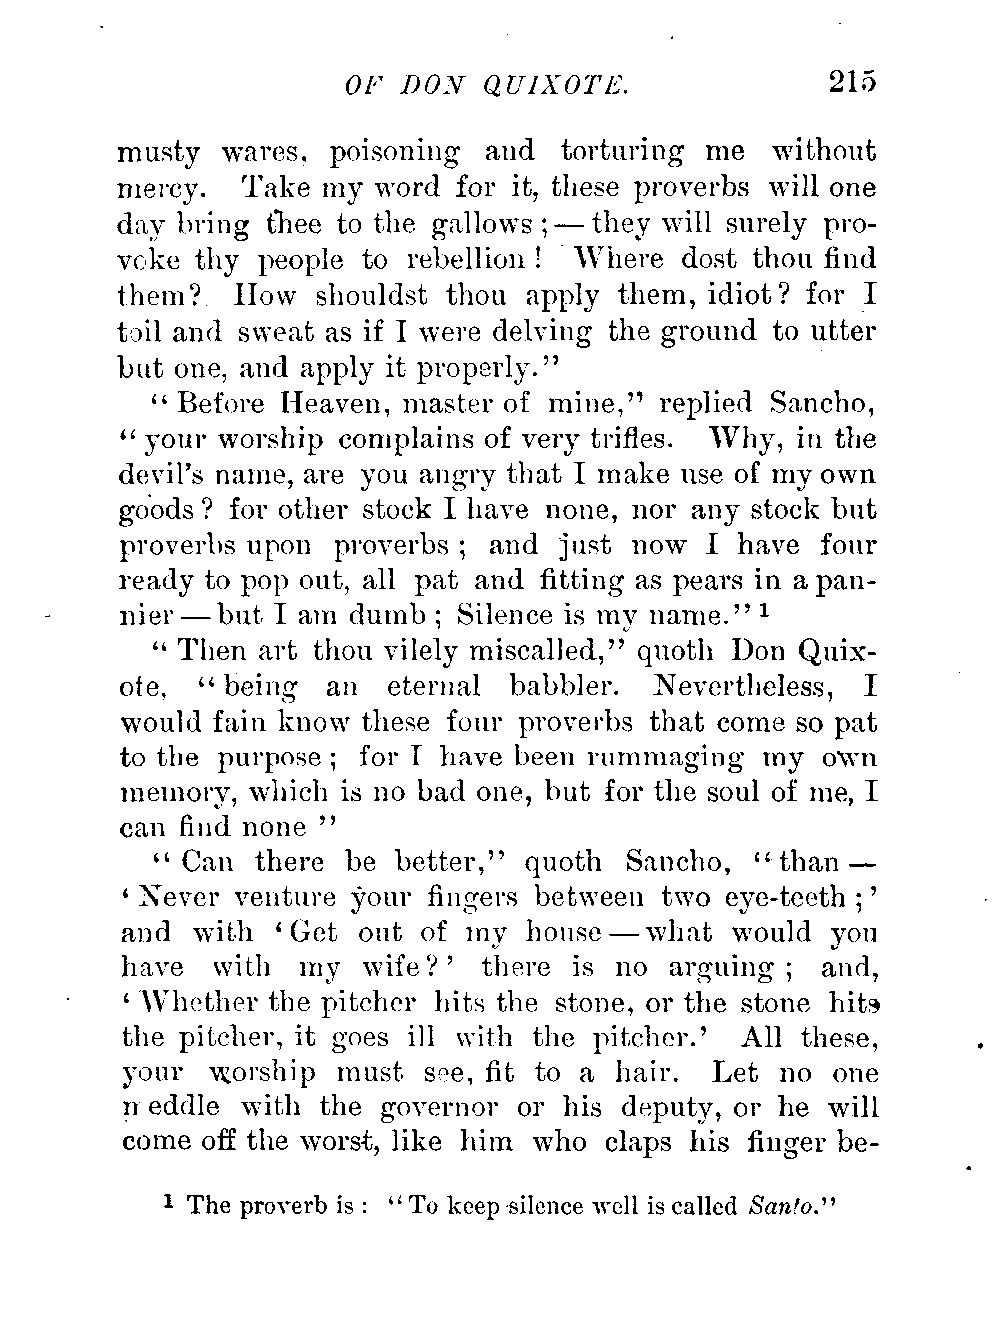 OF DON QUIXOTE. 215
musty wares, poisoning and torturing me without
mercy. Take my word for it, these proverbs will one
day bring thee to the gallows; — they will surely pro-
voke thy people to rebellion! Where dost thou find
them? How shouldst thou apply them, idiot? for I
toil and sweat as if I were delving the ground to utter
but one, and apply it properly."
"Before Heaven, master of mine," replied Sancho,
"your worship complains of very trifles. Why, in the
devil's name, are you angry that I make use of my own
goods? for other stock I have none, nor any stock but
proverbs upon proverbs; and just now I have four
ready to pop out, all pat and fitting as pears in a pan-
nier — but I am dumb; Silence is my name." 1
"Then art thou vilely miscalled," quoth Don Quix-
ote, "being an eternal babbler. Nevertheless, I
would fain know these four proverbs that come so pat
to the purpose; for I have been rummaging my own
memory, which is no bad one, but for the soul of me, I
can find none "
"Can there be better," quoth Sancho, "than —
'Never venture your fingers between two eye-teeth;'
and with 'Get out of my house — what would you
have with my wife?' there is no arguing; and,
'Whether the pitcher hits the stone, or the stone hits
the pitcher, it goes ill with the pitcher.' All these,
your worship must see, fit to a hair. Let no one
meddle with the governor or his deputy, or he will
come off the worst, like him who claps his finger be-
1 The proverb is: "To keep silence well is called Santo."